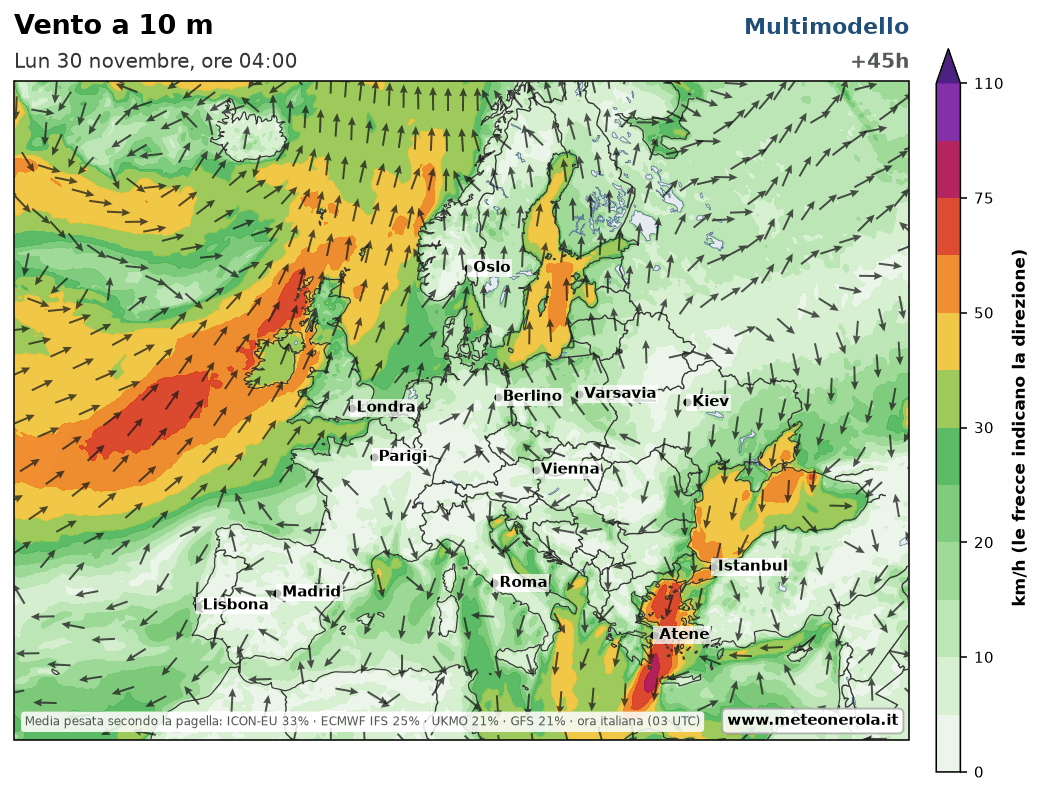 Vento a 10 m
Multimodello
Lun 30 novembre, ore 04:00
+45h
110
75
50
30
20
10
0
km/h (le frecce indicano la direzione)
Oslo
Berlino
Varsavia
Kiev
Londra
Parigi
Vienna
Istanbul
Roma
Madrid
Lisbona
Atene
Media pesata secondo la pagella: ICON-EU 33% · ECMWF IFS 25% · UKMO 21% · GFS 21% · ora italiana (03 UTC)
www.meteonerola.it